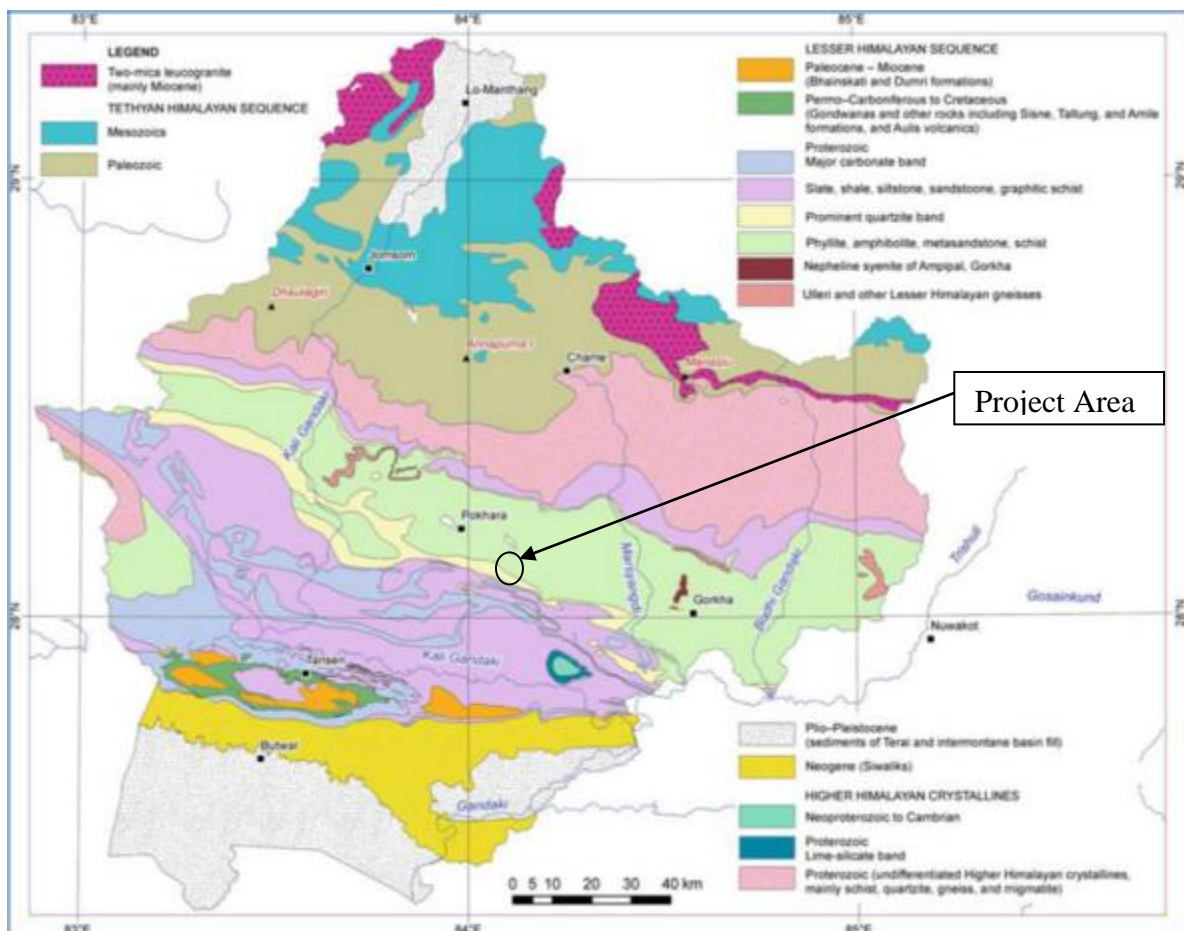 83°E
84°E
85°E
LEGEND
Two-mica leucogranite
(mainly Miocene)
TETHYAN HIMALAYAN SEQUENCE
Mesozoics
Paleozoic
LESSER HIMALAYAN SEQUENCE
Paleocene – Miocene
(Bhainskati and Dumri formations)
Permo–Carboniferous to Cretaceous
(Gondwanas and other rocks including Sisne, Taltung, and Amile
formations, and Aulis volcanics)
Proterozoic
Major carbonate band
Slate, shale, siltstone, sandstoone, graphitic schist
Prominent quartzite band
Phyllite, amphibolite, metasandstone, schist
Nepheline syenite of Ampipal, Gorkha
Ulleri and other Lesser Himalayan gneisses
Lo-Manthang
29°N
29°N
Jomsom
Dhaulagiri
Annapurna I
Chame
Manaslu
Project Area
Kali Gandaki
Pokhara
Marsyangdi
Budhi Gandaki
Trishuli
Gorkha
Gosainkund
28°N
28°N
Nuwakot
Kali Gandaki
Tansen
Butwal
Gandaki
Plio–Pleistocene
(sediments of Terai and intermontane basin fill)
Neogene (Siwaliks)
HIGHER HIMALAYAN CRYSTALLINES
Neoproterozoic to Cambrian
Proterozoic
Lime-silicate band
Proterozoic (undifferentiated Higher Himalayan crystallines,
mainly schist, quartzite, gneiss, and migmatite)
0 5 10 20 30 40 km
83°E
84°E
85°E